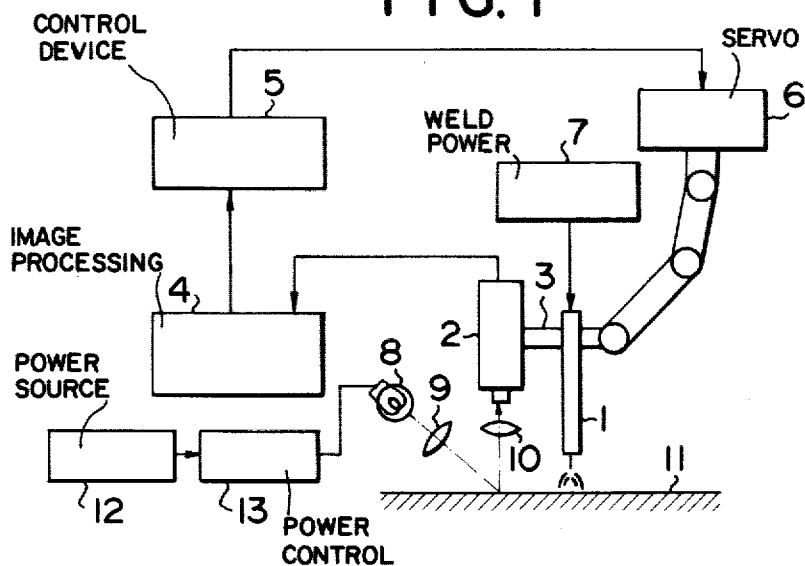 FIG. 1
CONTROL
DEVICE
5
SERVO
6
WELD
POWER
7
IMAGE
PROCESSING
4
3
2
8
9
10
1
11
POWER
SOURCE
12
13
POWER
CONTROL